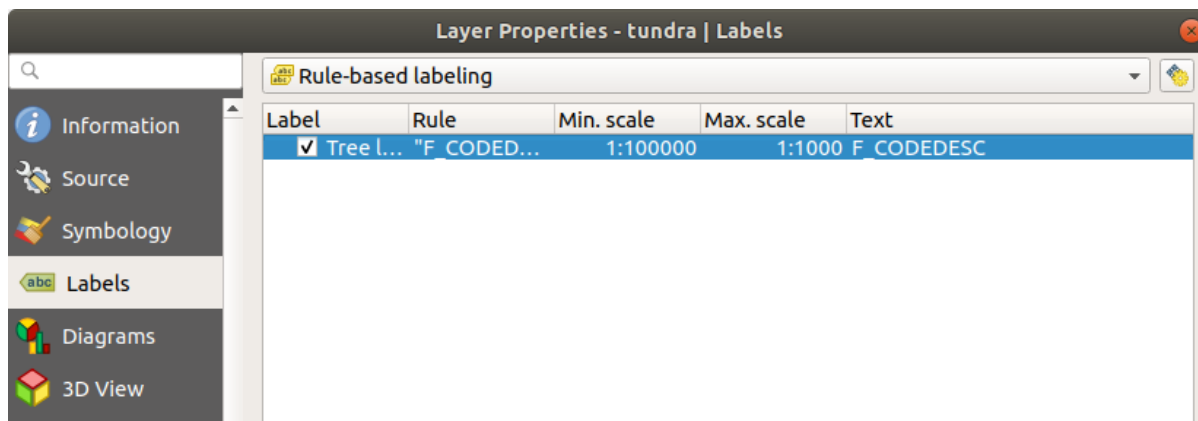 Layer Properties - tundra | Labels
Rule-based labeling
Information
Source
Symbology
abc Labels
Diagrams
3D View
Label Rule Min. scale Max. scale Text
Tree l... "F_CODED... 1:100000 1:1000 F_CODEDESC